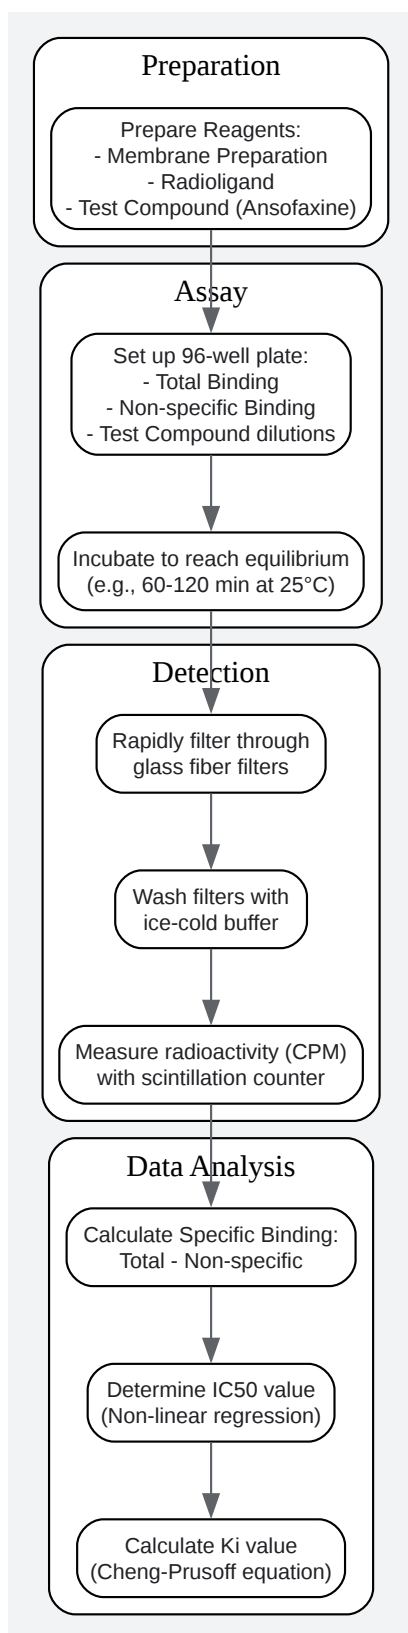 Preparation
Prepare Reagents:
- Membrane Preparation
- Radioligand
- Test Compound (Ansofaxine)
Assay
Set up 96-well plate:
- Total Binding
- Non-specific Binding
- Test Compound dilutions
Incubate to reach equilibrium
(e.g., 60-120 min at 25°C)
Detection
Rapidly filter through
glass fiber filters
Wash filters with
ice-cold buffer
Measure radioactivity (CPM)
with scintillation counter
Data Analysis
Calculate Specific Binding:
Total - Non-specific
Determine IC50 value
(Non-linear regression)
Calculate Ki value
(Cheng-Prusoff equation)